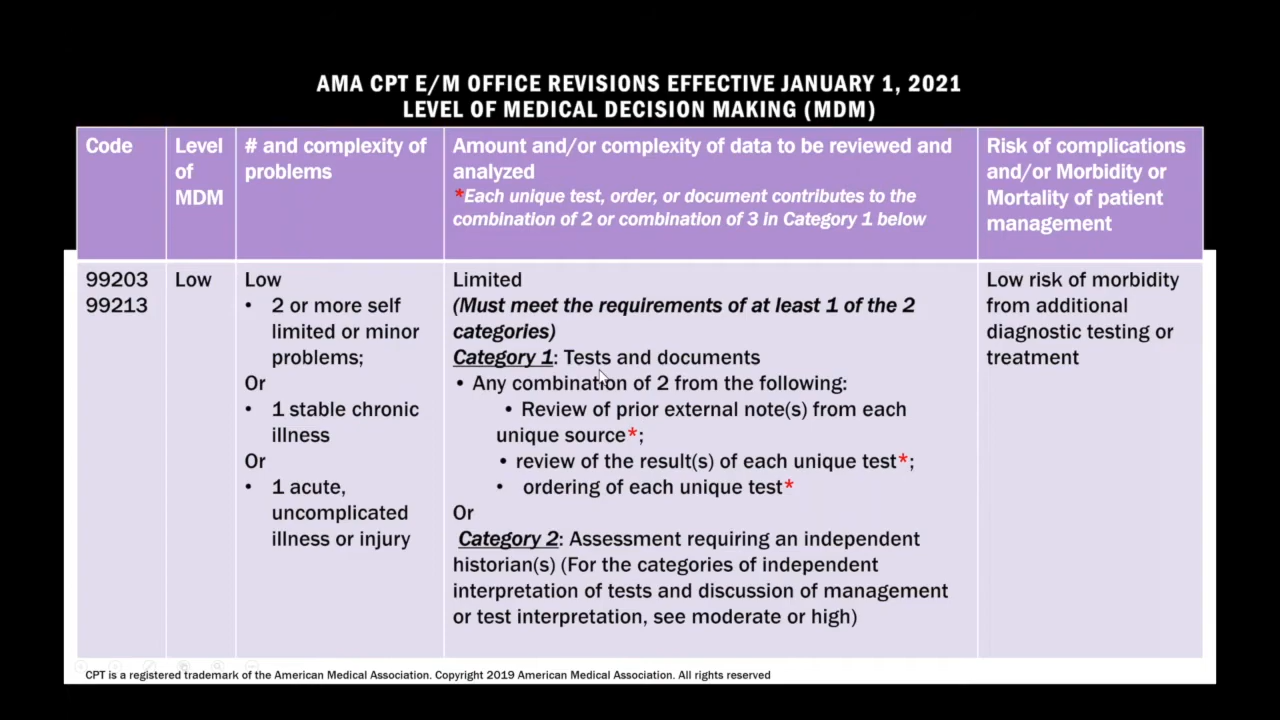 AMA CPT E/M OFFICE REVISIONS EFFECTIVE JANUARY 1, 2021
LEVEL OF MEDICAL DECISION MAKING (MDM)
Code
Level
of
MDM
# and complexity of
problems
Amount and/or complexity of data to be reviewed and
analyzed
*Each unique test, order, or document contributes to the
combination of 2 or combination of 3 in Category 1 below
Risk of complications
and/or Morbidity or
Mortality of patient
management
99203
99213
Low
Low
• 2 or more self
limited or minor
problems;
Or
• 1 stable chronic
illness
Or
• 1 acute,
uncomplicated
illness or injury
Limited
(Must meet the requirements of at least 1 of the 2
categories)
Category 1: Tests and documents
• Any combination of 2 from the following:
• Review of prior external note(s) from each
unique source*;
• review of the result(s) of each unique test*;
• ordering of each unique test*
Or
Category 2: Assessment requiring an independent
historian(s) (For the categories of independent
interpretation of tests and discussion of management
or test interpretation, see moderate or high)
Low risk of morbidity
from additional
diagnostic testing or
treatment
CPT is a registered trademark of the American Medical Association. Copyright 2019 American Medical Association. All rights reserved